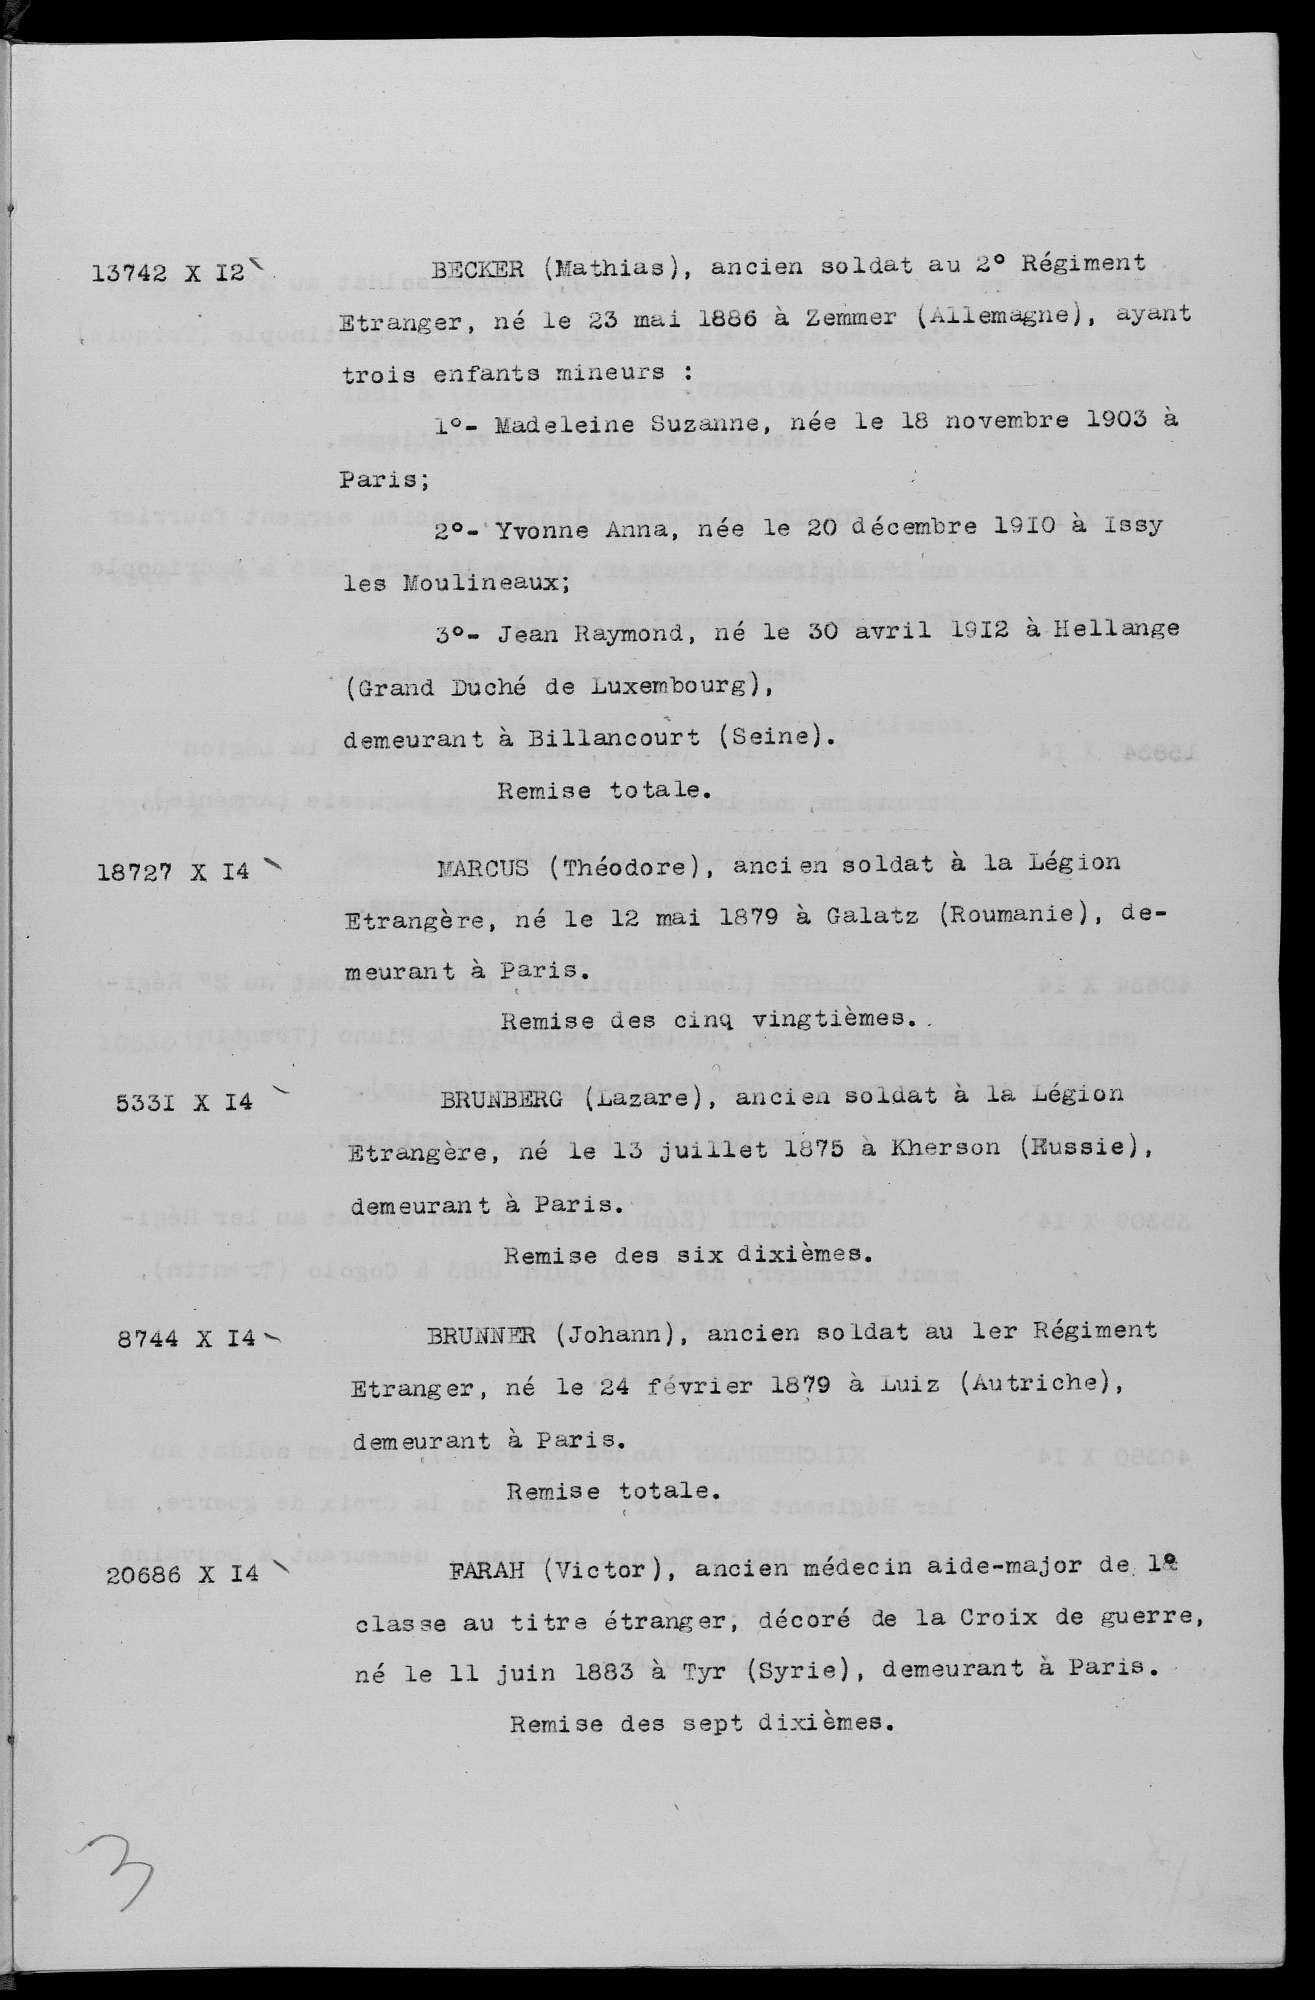 13742 X I2 BECKER (Mathias), ancien soldat au 2° Régiment
Etranger, né le 23 mai 1886 à Zemmer (Allemagne), ayant
trois enfants mineurs :
1°- Madeleine Suzanne, née le 18 novembre 1903 à
Paris;
2°- Yvonne Anna, née le 20 décembre 19I0 à Issy
les Moulineaux;
3°- Jean Raymond, né le 30 avril 19I2 à Hellange
(Grand Duché de Luxembourg),
demeurant à Billancourt (Seine).
Remise totale.
18727 X I4 MARCUS (Théodore), ancien soldat à la Légion
Etrangère, né le 12 mai 1879 à Galatz (Roumanie), de-
meurant à Paris.
Remise des cinq vingtièmes.
533I X I4 BRUNBERG (Lazare), ancien soldat à la Légion
Etrangère, né le 13 juillet 1875 à Kherson (Russie),
demeurant à Paris.
Remise des six dixièmes.
8744 X I4 BRUNNER (Johann), ancien soldat au 1er Régiment
Etranger, né le 24 février 1879 à Luiz (Autriche),
demeurant à Paris.
Remise totale.
20686 X I4 FARAH (Victor), ancien médecin aide-major de 1e
classe au titre étranger, décoré de la Croix de guerre,
né le 11 juin 1883 à Tyr (Syrie), demeurant à Paris.
Remise des sept dixièmes.
3